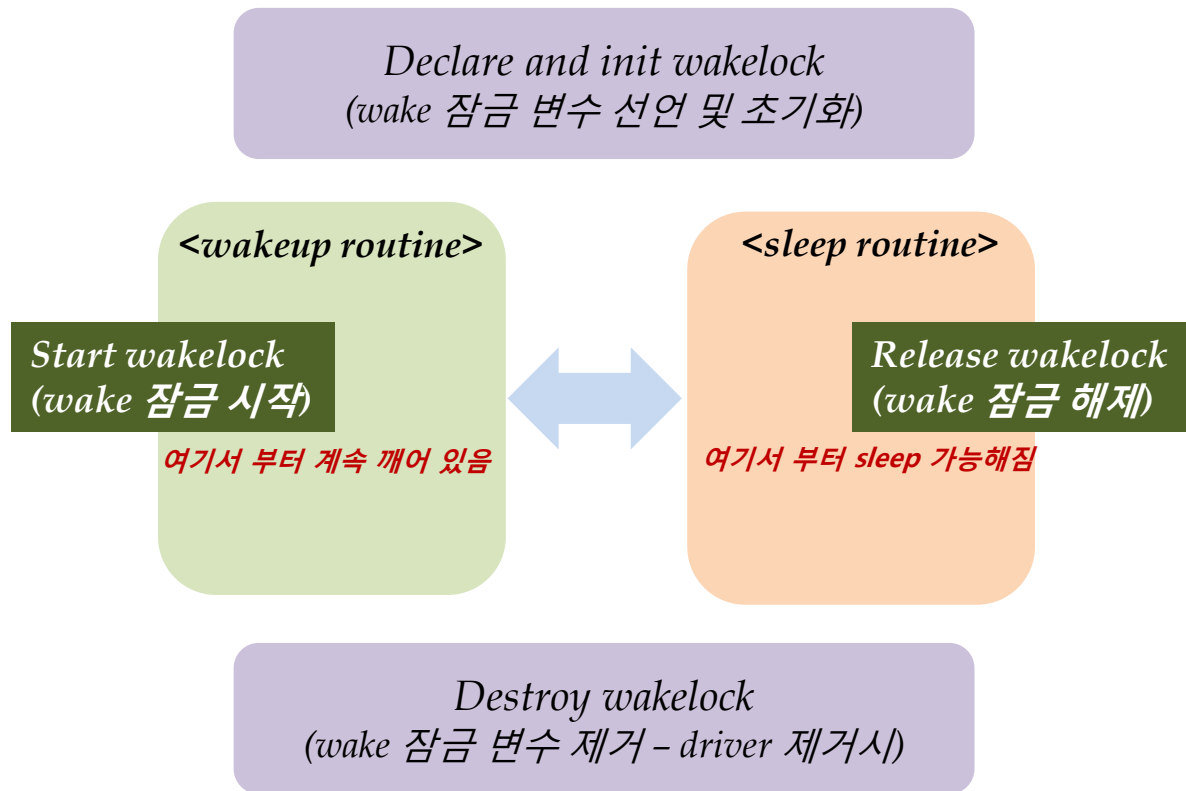 Declare and init wakelock
(wake 잠금 변수 선언 및 초기화)
<wakeup routine>
<sleep routine>
Start wakelock
(wake 잠금 시작)
Release wakelock
(wake 잠금 해제)
여기서 부터 계속 깨어 있음
여기서 부터 sleep 가능해짐
Destroy wakelock
(wake 잠금 변수 제거 – driver 제거시)